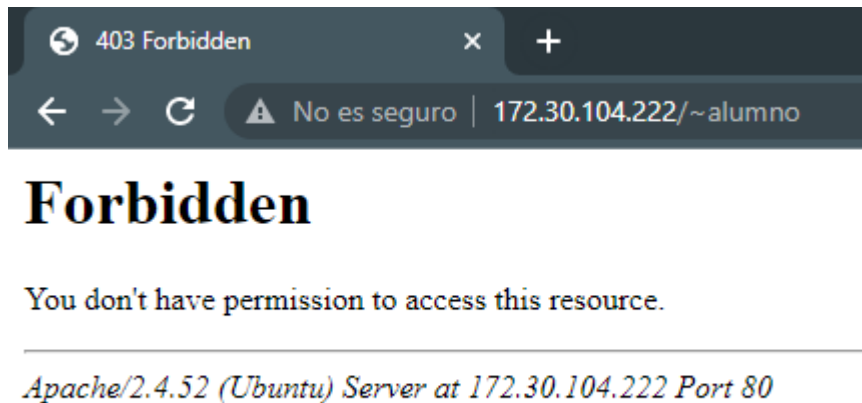 403 Forbidden
No es seguro | 172.30.104.222/~alumno
Forbidden
You don't have permission to access this resource.
Apache/2.4.52 (Ubuntu) Server at 172.30.104.222 Port 80